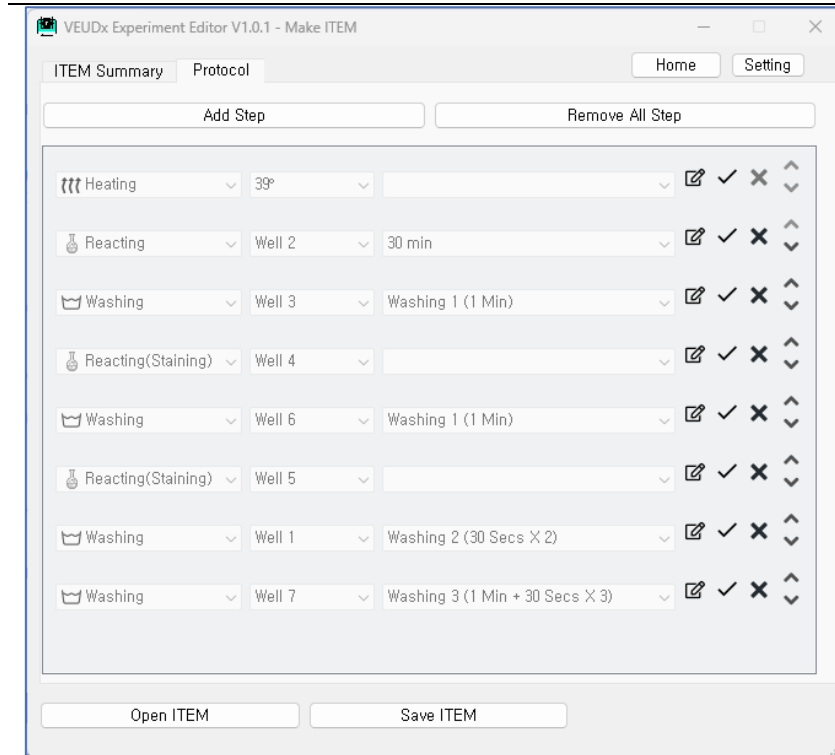 VEUDx Experiment Editor V1.0.1 - Make ITEM
ITEM Summary Protocol Home Setting
Add Step Remove All Step
Heating 39º
Reacting Well 2 30 min
Washing Well 3 Washing 1 (1 Min)
Reacting(Staining) Well 4
Washing Well 6 Washing 1 (1 Min)
Reacting(Staining) Well 5
Washing Well 1 Washing 2 (30 Secs X 2)
Washing Well 7 Washing 3 (1 Min + 30 Secs X 3)
Open ITEM Save ITEM